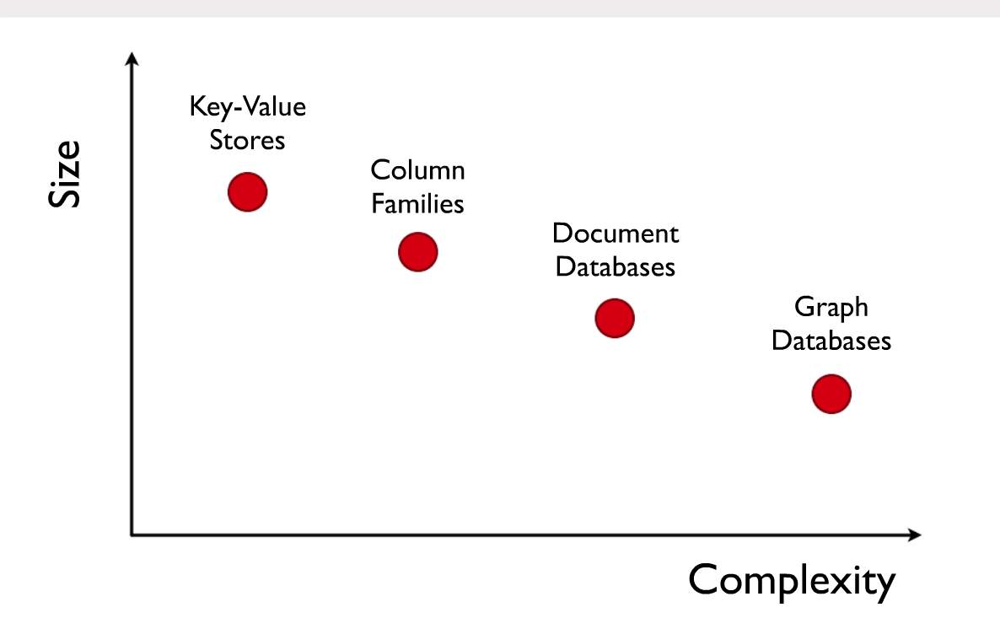 Key-Value
Stores
Size
Column
Families
Document
Databases
Graph
Databases
Complexity